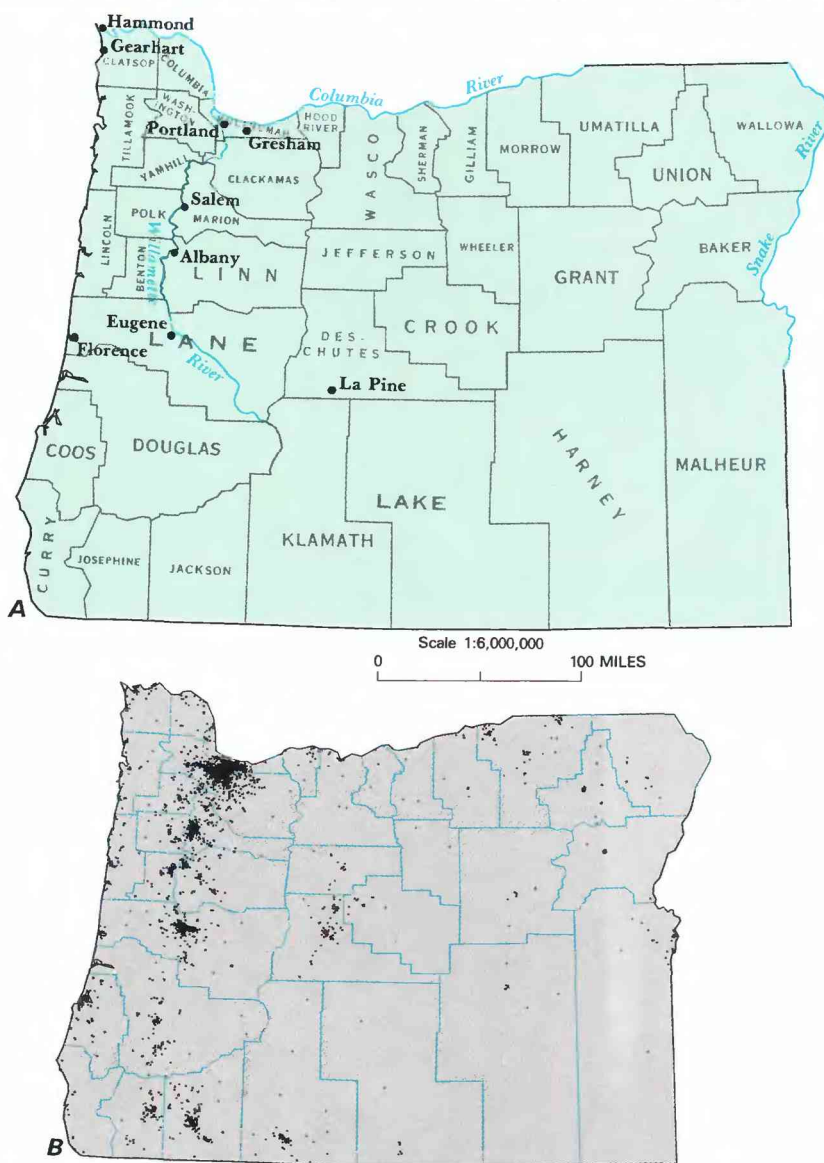 Hammond
Gearhart
CLATSOP
COLUMBIA
Columbia
River
TILLAMOOK
WASH-
INGTON
Portland
MULTNOMAH
Gresham
HOOD
RIVER
WASCO
SHERMAN
GILLIAM
MORROW
UMATILLA
WALLOWA
River
UNION
YAMHILL
CLACKAMAS
Salem
POLK
MARION
LINCOLN
BENTON
Willamette
Albany
LINN
JEFFERSON
WHEELER
GRANT
BAKER
Snake
Eugene
LANE
Florence
River
DES-
CHUTES
CROOK
La Pine
COOS
DOUGLAS
HARNEY
MALHEUR
LAKE
KLAMATH
CURRY
JOSEPHINE
JACKSON
A
Scale 1:6,000,000
0 100 MILES
B